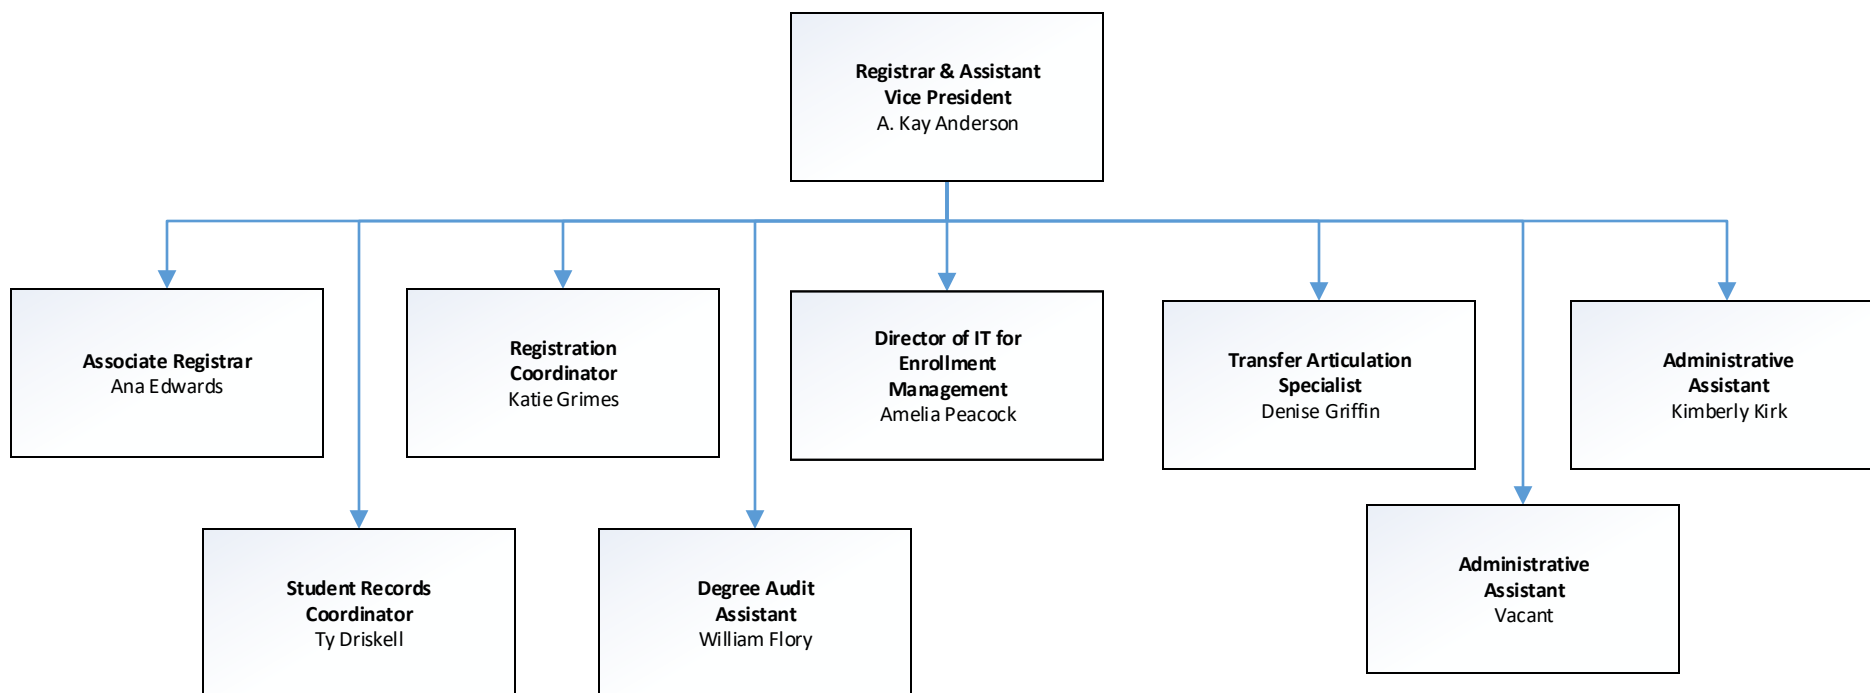 Registrar & Assistant
Vice President
A. Kay Anderson
Associate Registrar
Ana Edwards
Registration
Coordinator
Katie Grimes
Director of IT for
Enrollment
Management
Amelia Peacock
Transfer Articulation
Specialist
Denise Griffin
Administrative
Assistant
Kimberly Kirk
Student Records
Coordinator
Ty Driskell
Degree Audit
Assistant
William Flory
Administrative
Assistant
Vacant